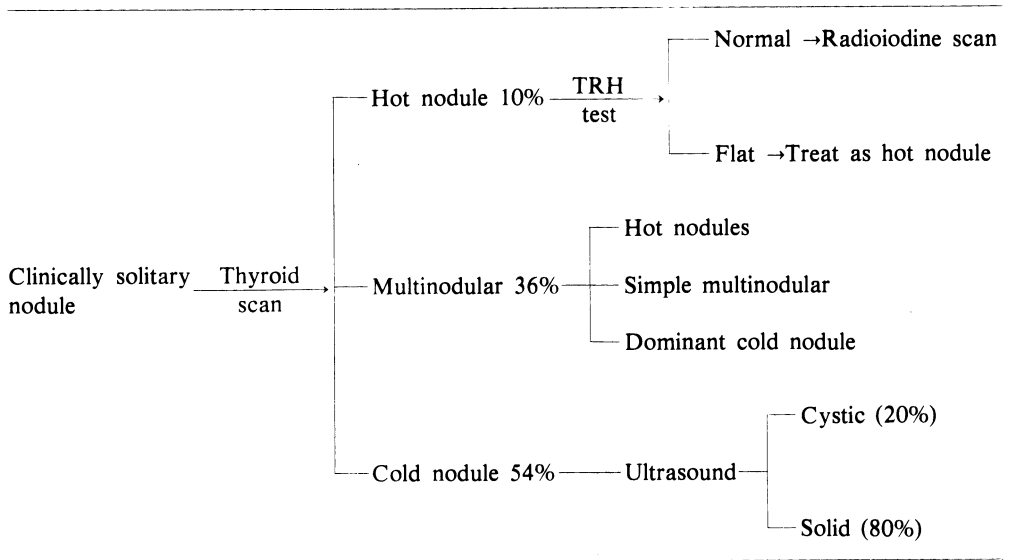 Normal →Radioiodine scan
Hot nodule 10% TRH test →
Flat →Treat as hot nodule
Hot nodules
Clinically solitary nodule Thyroid scan → Multinodular 36% Simple multinodular
Dominant cold nodule
Cystic (20%)
Cold nodule 54% Ultrasound
Solid (80%)